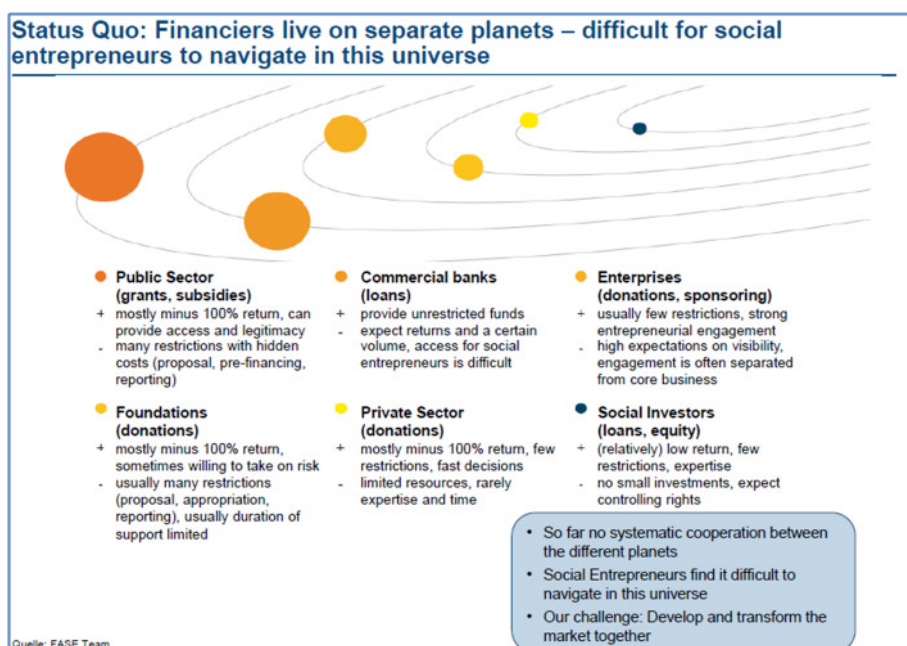 Status Quo: Financiers live on separate planets – difficult for social
entrepreneurs to navigate in this universe
Public Sector
(grants, subsidies)
+ mostly minus 100% return, can
provide access and legitimacy
- many restrictions with hidden
costs (proposal, pre-financing,
reporting)
Commercial banks
(loans)
+ provide unrestricted funds
- expect returns and a certain
volume, access for social
entrepreneurs is difficult
Enterprises
(donations, sponsoring)
+ usually few restrictions, strong
entrepreneurial engagement
- high expectations on visibility,
engagement is often separated
from core business
Foundations
(donations)
+ mostly minus 100% return,
sometimes willing to take on risk
- usually many restrictions
(proposal, appropriation,
reporting), usually duration of
support limited
Private Sector
(donations)
+ mostly minus 100% return, few
restrictions, fast decisions
- limited resources, rarely
expertise and time
Social Investors
(loans, equity)
+ (relatively) low return, few
restrictions, expertise
- no small investments, expect
controlling rights
• So far no systematic cooperation between
the different planets
• Social Entrepreneurs find it difficult to
navigate in this universe
• Our challenge: Develop and transform the
market together
Quelle: FASE Team